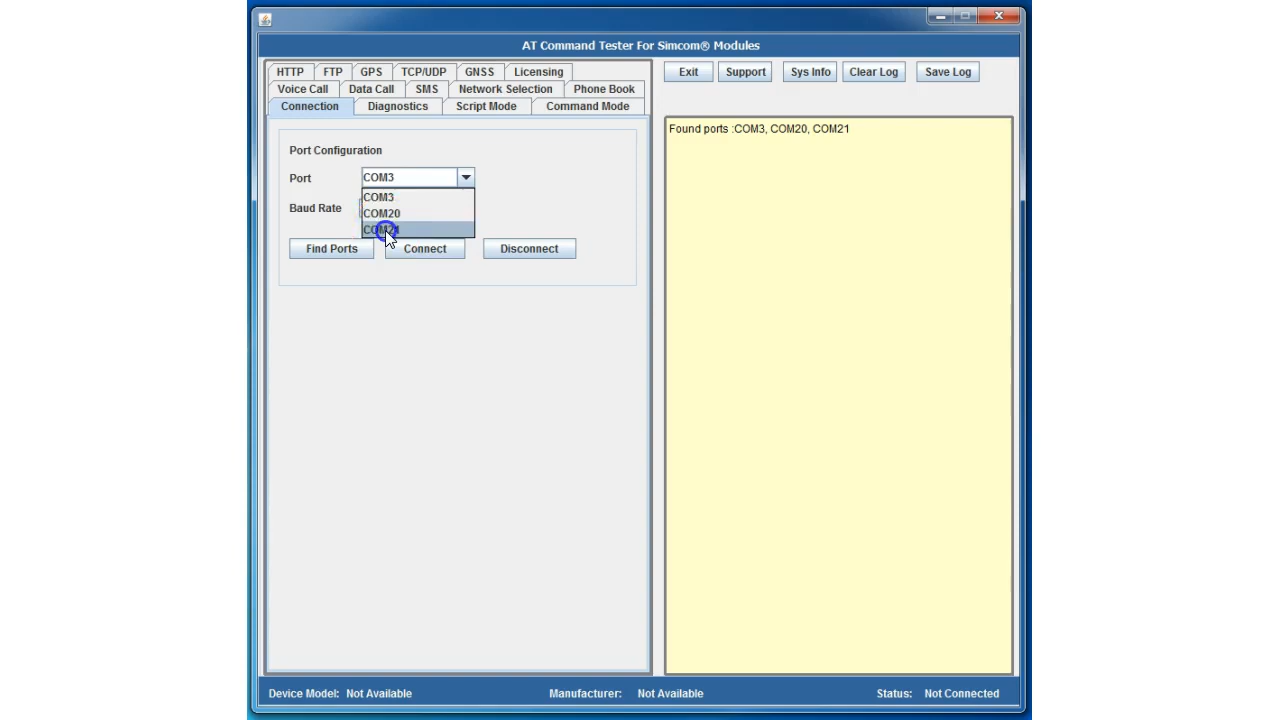 AT Command Tester For Simcom® Modules
HTTP FTP GPS TCP/UDP GNSS Licensing
Voice Call Data Call SMS Network Selection Phone Book
Connection Diagnostics Script Mode Command Mode
Exit Support Sys Info Clear Log Save Log
Port Configuration
Port COM3
COM3
COM20
COM21
Baud Rate
Find Ports Connect Disconnect
Found ports :COM3, COM20, COM21
Device Model: Not Available Manufacturer: Not Available Status: Not Connected